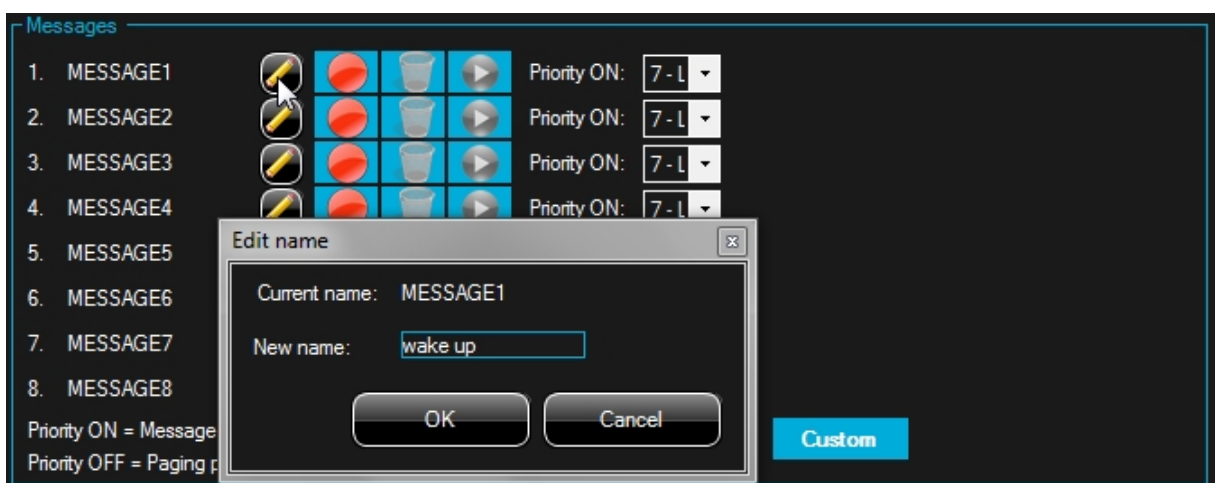 Messages
1. MESSAGE1 Priority ON: 7 - L
2. MESSAGE2 Priority ON: 7 - L
3. MESSAGE3 Priority ON: 7 - L
4. MESSAGE4 Priority ON: 7 - L
5. MESSAGE5
6. MESSAGE6
7. MESSAGE7
8. MESSAGE8
Priority ON = Message
Priority OFF = Paging
Edit name
Current name: MESSAGE1
New name: wake up
OK Cancel
Custom